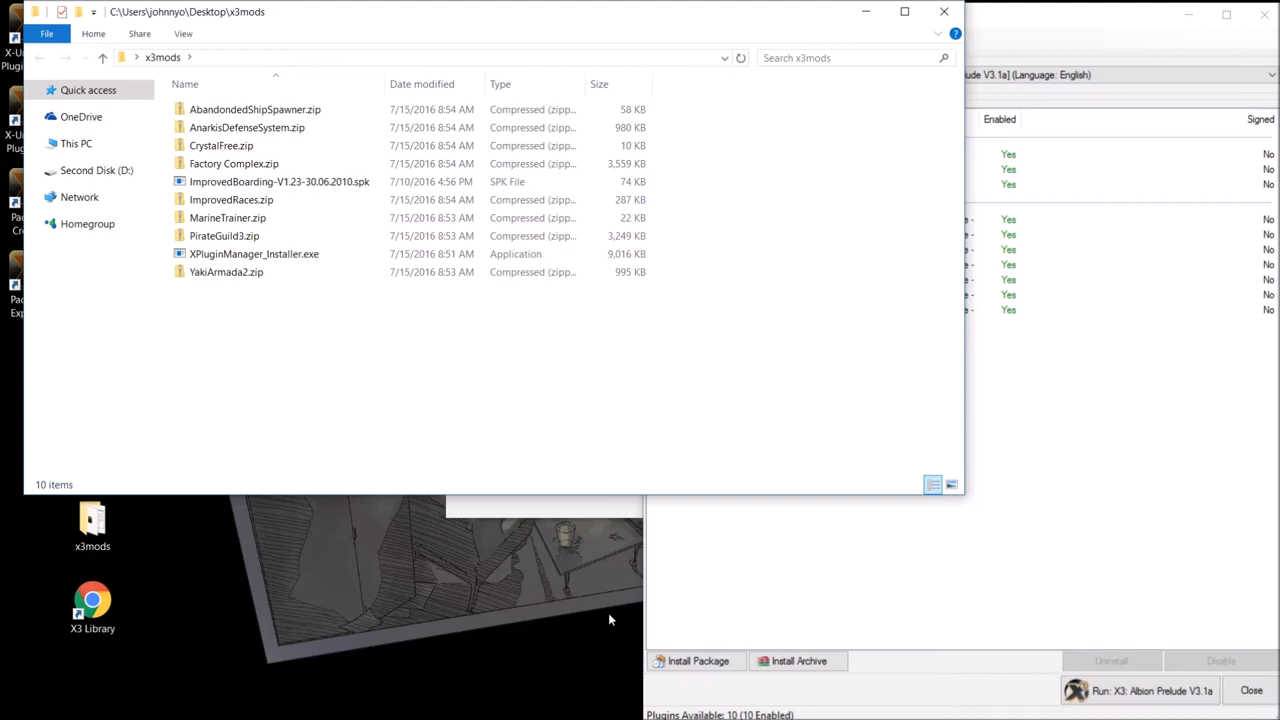 C:\Users\johnnyo\Desktop\x3mods
File Home Share View
x3mods
Search x3mods
Name Date modified Type Size
Quick access
OneDrive
This PC
Second Disk (D:)
Network
Homegroup
AbandondedShipSpawner.zip 7/15/2016 8:54 AM Compressed (zipp... 58 KB
AnarkisDefenseSystem.zip 7/15/2016 8:54 AM Compressed (zipp... 980 KB
CrystalFree.zip 7/15/2016 8:54 AM Compressed (zipp... 10 KB
Factory Complex.zip 7/15/2016 8:54 AM Compressed (zipp... 3,559 KB
ImprovedBoarding-V1.23-30.06.2010.spk 7/10/2016 4:56 PM SPK File 74 KB
ImprovedRaces.zip 7/15/2016 8:54 AM Compressed (zipp... 287 KB
MarineTrainer.zip 7/15/2016 8:53 AM Compressed (zipp... 22 KB
PirateGuild3.zip 7/15/2016 8:53 AM Compressed (zipp... 3,249 KB
XPluginManager_Installer.exe 7/15/2016 8:51 AM Application 9,016 KB
YakiArmada2.zip 7/15/2016 8:53 AM Compressed (zipp... 995 KB
10 items
X-Un
Plugin
X-Un
Plu
Pac
Cre
Pac
Exp
x3mods
X3 Library
lude V3.1a] (Language: English)
Enabled Signed
Yes No
Yes No
Yes No
e - Yes No
e - Yes No
e - Yes No
e - Yes No
e - Yes No
e - Yes No
e - Yes No
Install Package Install Archive Uninstall Disable
Run: X3: Albion Prelude V3.1a Close
Plugins Available: 10 (10 Enabled)